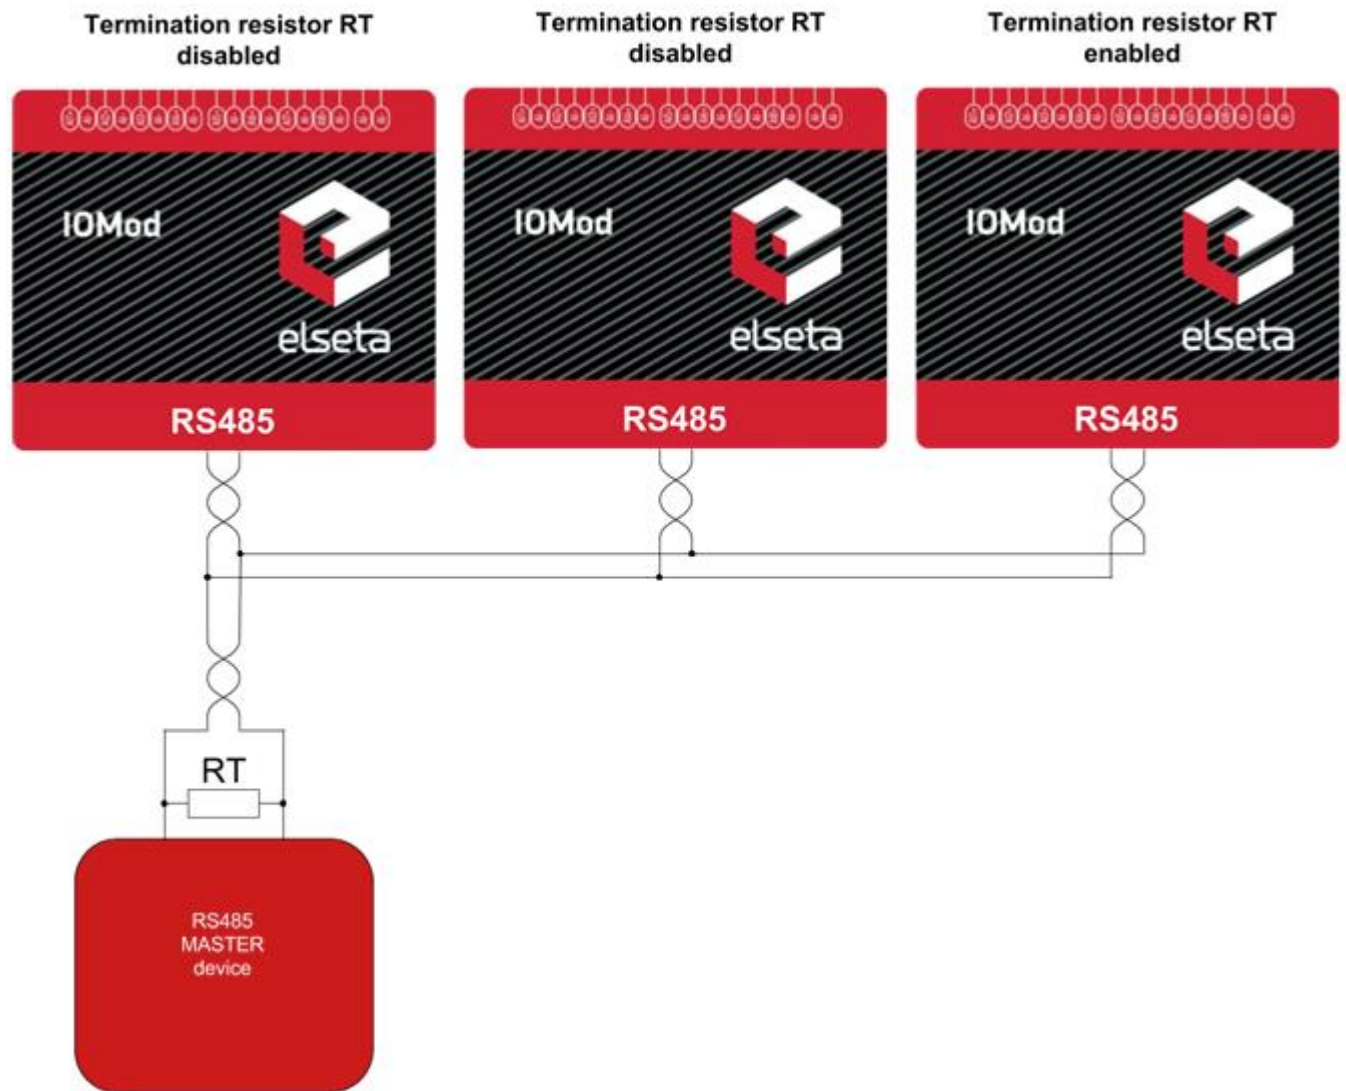 Termination resistor RT
disabled
Termination resistor RT
disabled
Termination resistor RT
enabled
IOMod
elseta
RS485
IOMod
elseta
RS485
IOMod
elseta
RS485
RT
RS485
MASTER
device